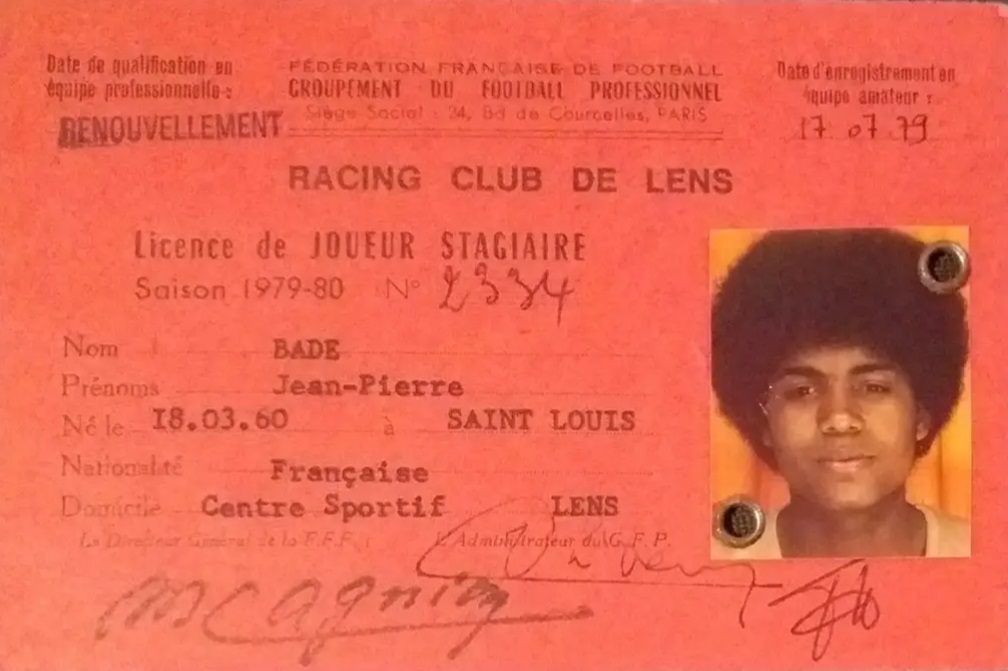 Date de qualification en
équipe professionnelle :
RENOUVELLEMENT
FÉDÉRATION FRANÇAISE DE FOOTBALL
GROUPEMENT DU FOOTBALL PROFESSIONNEL
Siège Social : 24, Bd de Courcelles, PARIS
Date d'enregistrement en
équipe amateur :
17 07 79
RACING CLUB DE LENS
Licence de JOUEUR STAGIAIRE
Saison 1979-80 N° 2334
Nom BADE
Prénoms Jean-Pierre
Né le I8.03.60 à SAINT LOUIS
Nationalité Française
Domicile Centre Sportif LENS
Le Directeur Général de la F.F.F. : L'Administrateur du G. F. P.